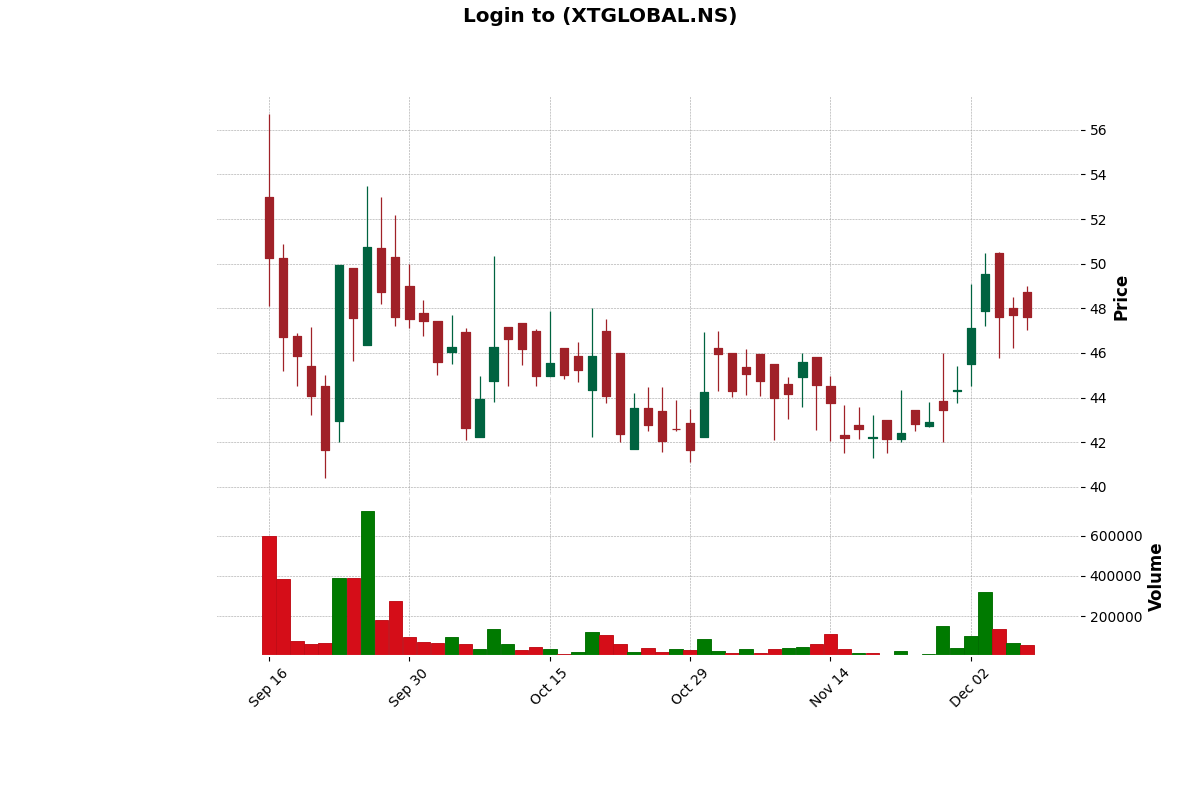 Login to (XTGLOBAL.NS)
56
54
52
50
48
46
44
42
40
Price
600000
400000
200000
Volume
Sep 16
Sep 30
Oct 15
Oct 29
Nov 14
Dec 02